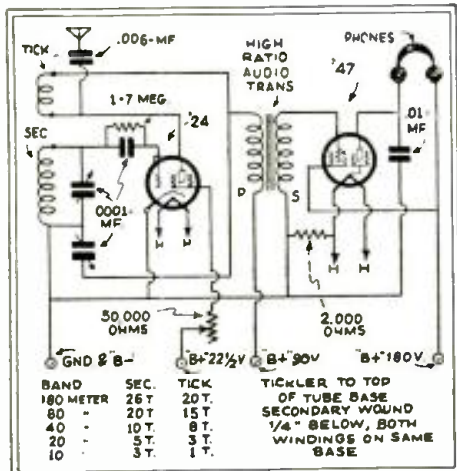 .006-MF
TICK
1-7 MEG.
'24
SEC
.0001-
MF
HIGH
RATIO
AUDIO
TRANS
P
S
'47
PHONES
.01
MF
H H
H H
50,000
OHMS
2,000
OHMS
GND & "B-"
"B+" 22½V
"B+" 90V
"B+" 180V
BAND SEC. TICK
180 METER 26T 20T.
80 " 20T 15T
40 " 10T. 8T.
20 " 5T. 3T.
10 " 3T. 1T.
TICKLER TO TOP
OF TUBE BASE
SECONDARY WOUND
1/4" BELOW, BOTH
WINDINGS ON SAME
BASE